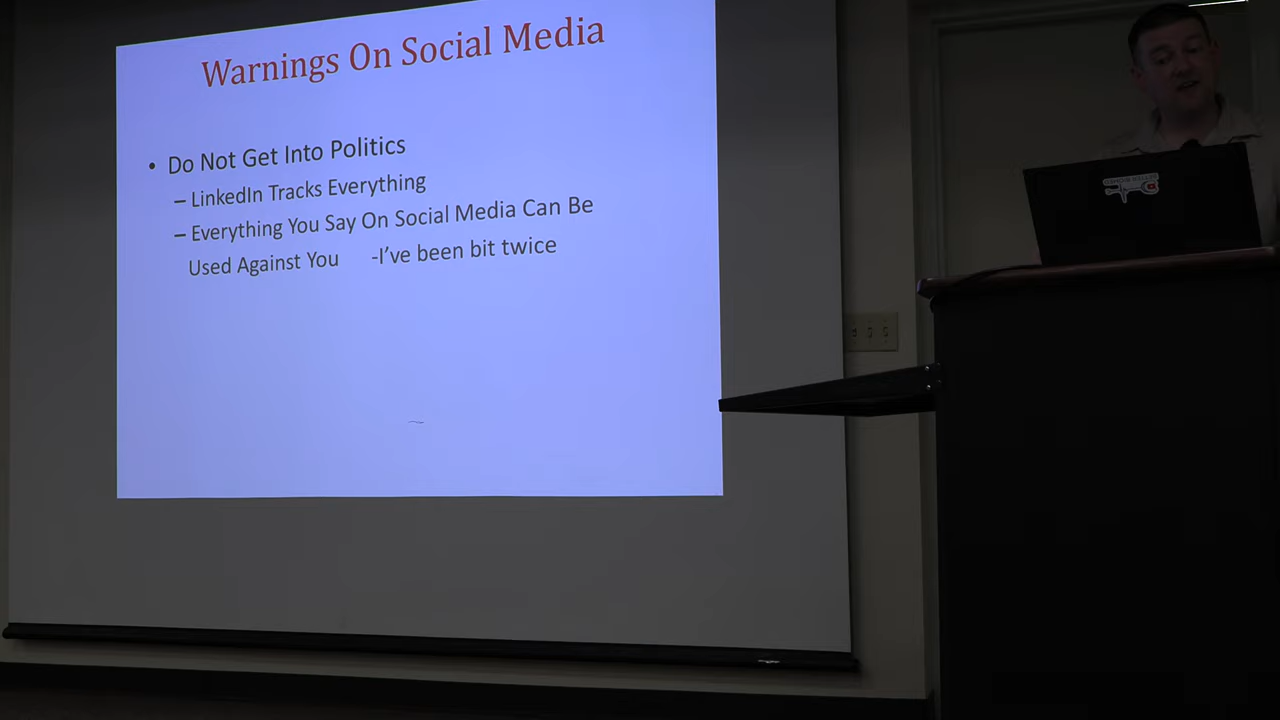 Warnings On Social Media
• Do Not Get Into Politics
– LinkedIn Tracks Everything
– Everything You Say On Social Media Can Be
Used Against You -I've been bit twice